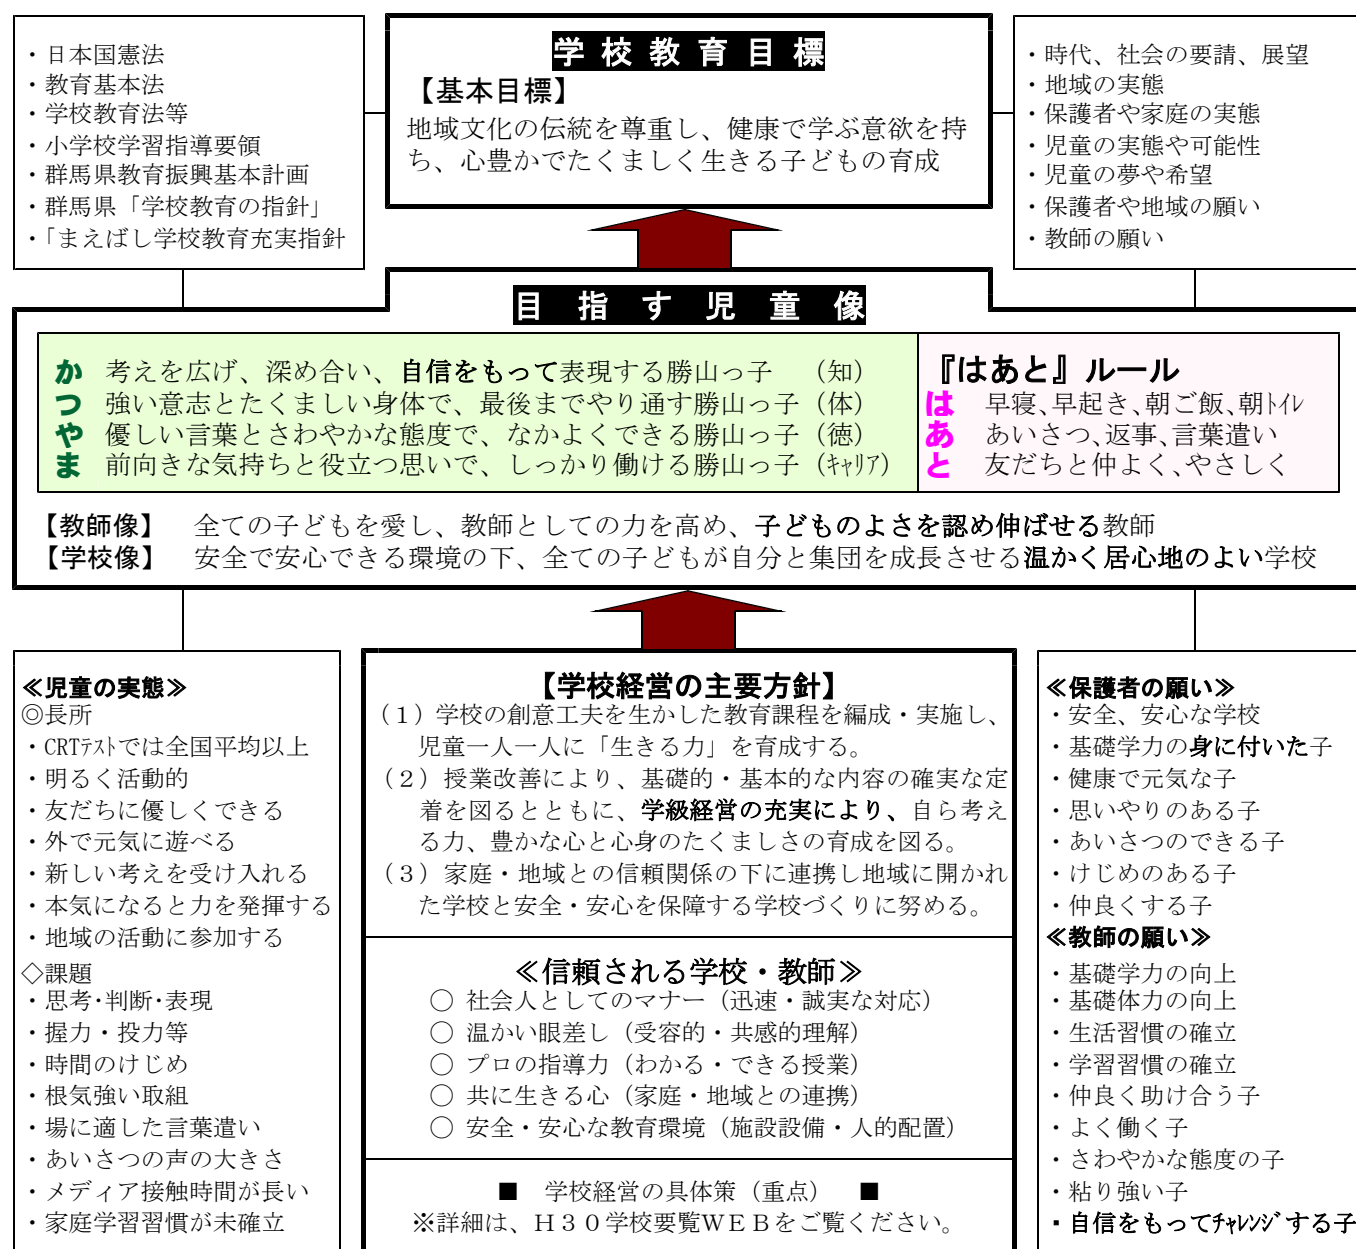 ・日本国憲法
・教育基本法
・学校教育法等
・小学校学習指導要領
・群馬県教育振興基本計画
・群馬県「学校教育の指針」
・「まえばし学校教育充実指針
学校教育目標
【基本目標】
地域文化の伝統を尊重し、健康で学ぶ意欲を持
ち、心豊かでたくましく生きる子どもの育成
・時代、社会の要請、展望
・地域の実態
・保護者や家庭の実態
・児童の実態や可能性
・児童の夢や希望
・保護者や地域の願い
・教師の願い
目指す児童像
か 考えを広げ、深め合い、自信をもって表現する勝山っ子 （知）
つ 強い意志とたくましい身体で、最後までやり通す勝山っ子（体）
や 優しい言葉とさわやかな態度で、なかよくできる勝山っ子（徳）
ま 前向きな気持ちと役立つ思いで、しっかり働ける勝山っ子（ｷｬﾘｱ）
『はあと』ルール
は 早寝、早起き、朝ご飯、朝ﾄｲﾚ
あ あいさつ、返事、言葉遣い
と 友だちと仲よく、やさしく
【教師像】 全ての子どもを愛し、教師としての力を高め、子どものよさを認め伸ばせる教師
【学校像】 安全で安心できる環境の下、全ての子どもが自分と集団を成長させる温かく居心地のよい学校
≪児童の実態≫
◎長所
・CRTﾃｽﾄでは全国平均以上
・明るく活動的
・友だちに優しくできる
・外で元気に遊べる
・新しい考えを受け入れる
・本気になると力を発揮する
・地域の活動に参加する
◇課題
・思考･判断･表現
・握力・投力等
・時間のけじめ
・根気強い取組
・場に適した言葉遣い
・あいさつの声の大きさ
・メディア接触時間が長い
・家庭学習習慣が未確立
【学校経営の主要方針】
（１）学校の創意工夫を生かした教育課程を編成・実施し、
児童一人一人に「生きる力」を育成する。
（２）授業改善により、基礎的・基本的な内容の確実な定
着を図るとともに、学級経営の充実により、自ら考え
る力、豊かな心と心身のたくましさの育成を図る。
（３）家庭・地域との信頼関係の下に連携し地域に開かれ
た学校と安全・安心を保障する学校づくりに努める。
≪信頼される学校・教師≫
○ 社会人としてのマナー（迅速・誠実な対応）
○ 温かい眼差し（受容的・共感的理解）
○ プロの指導力（わかる・できる授業）
○ 共に生きる心（家庭・地域との連携）
○ 安全・安心な教育環境（施設設備・人的配置）
■ 学校経営の具体策（重点） ■
※詳細は、Ｈ３０学校要覧ＷＥＢをご覧ください。
≪保護者の願い≫
・安全、安心な学校
・基礎学力の身に付いた子
・健康で元気な子
・思いやりのある子
・あいさつのできる子
・けじめのある子
・仲良くする子
≪教師の願い≫
・基礎学力の向上
・基礎体力の向上
・生活習慣の確立
・学習習慣の確立
・仲良く助け合う子
・よく働く子
・さわやかな態度の子
・粘り強い子
・自信をもってﾁｬﾚﾝｼﾞする子